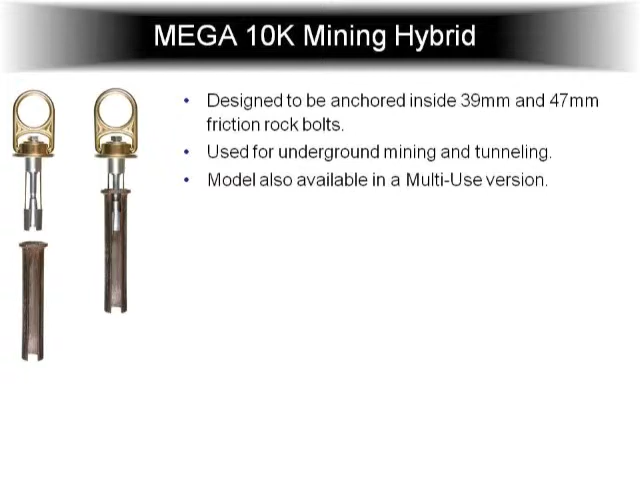 MEGA 10K Mining Hybrid
• Designed to be anchored inside 39mm and 47mm
friction rock bolts.
• Used for underground mining and tunneling.
• Model also available in a Multi-Use version.